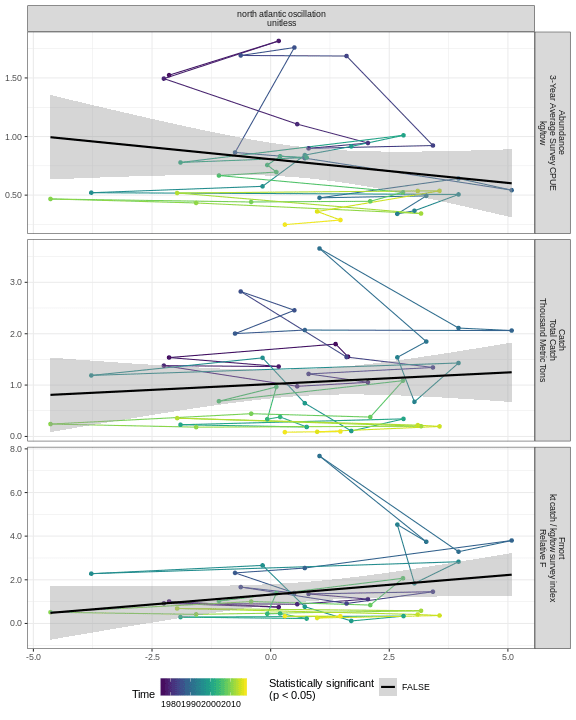 north atlantic oscillation
unitless
1.50
1.00
0.50
Abundance
3-Year Average Survey CPUE
kg/tow
3.0
2.0
1.0
0.0
Catch
Total Catch
Thousand Metric Tons
8.0
6.0
4.0
2.0
0.0
Fmort
kt catch / kg/tow survey index
Relative F
-5.0
-2.5
0.0
2.5
5.0
Time
1980199020002010
Statistically significant
(p < 0.05)
FALSE